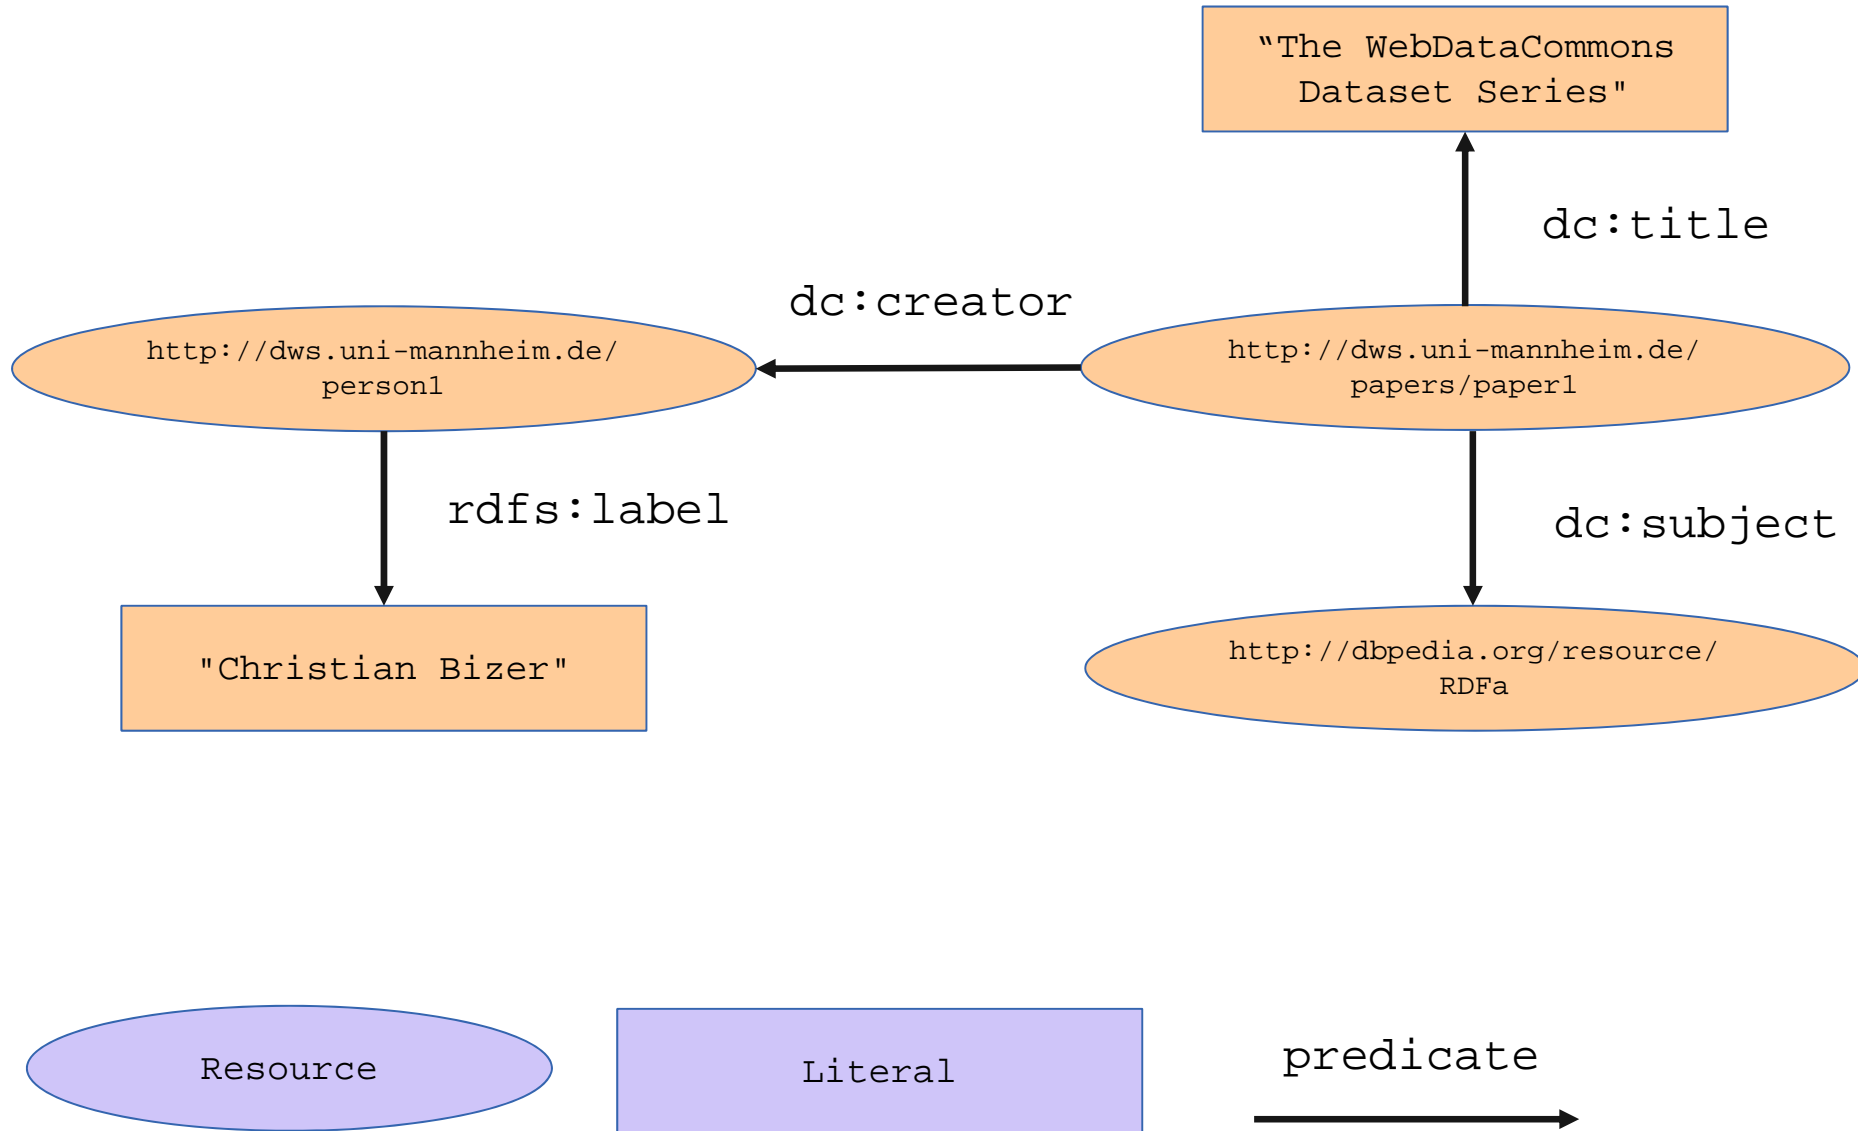 “The WebDataCommons
Dataset Series"
dc:title
dc:creator
http://dws.uni-mannheim.de/
person1
http://dws.uni-mannheim.de/
papers/paper1
rdfs:label
dc:subject
"Christian Bizer"
http://dbpedia.org/resource/
RDFa
Resource
Literal
predicate